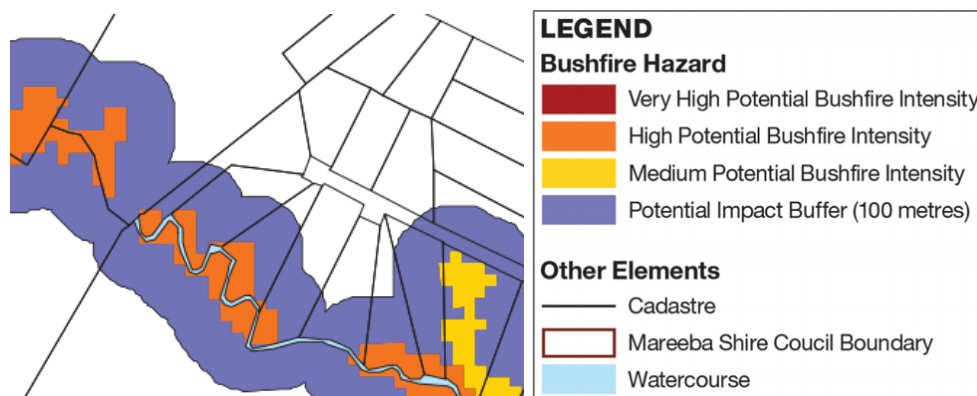 LEGEND
Bushfire Hazard
Very High Potential Bushfire Intensity
High Potential Bushfire Intensity
Medium Potential Bushfire Intensity
Potential Impact Buffer (100 metres)
Other Elements
Cadastre
Mareeba Shire Coucil Boundary
Watercourse